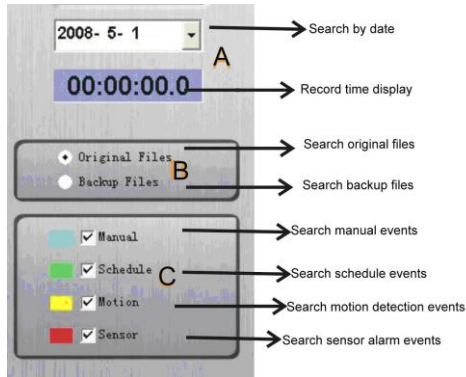 2008- 5- 1
A
Search by date
00:00:00.0
Record time display
Original Files
Search original files
B
Backup Files
Search backup files
Manual
Search manual events
Schedule
C
Search schedule events
Motion
Search motion detection events
Sensor
Search sensor alarm events